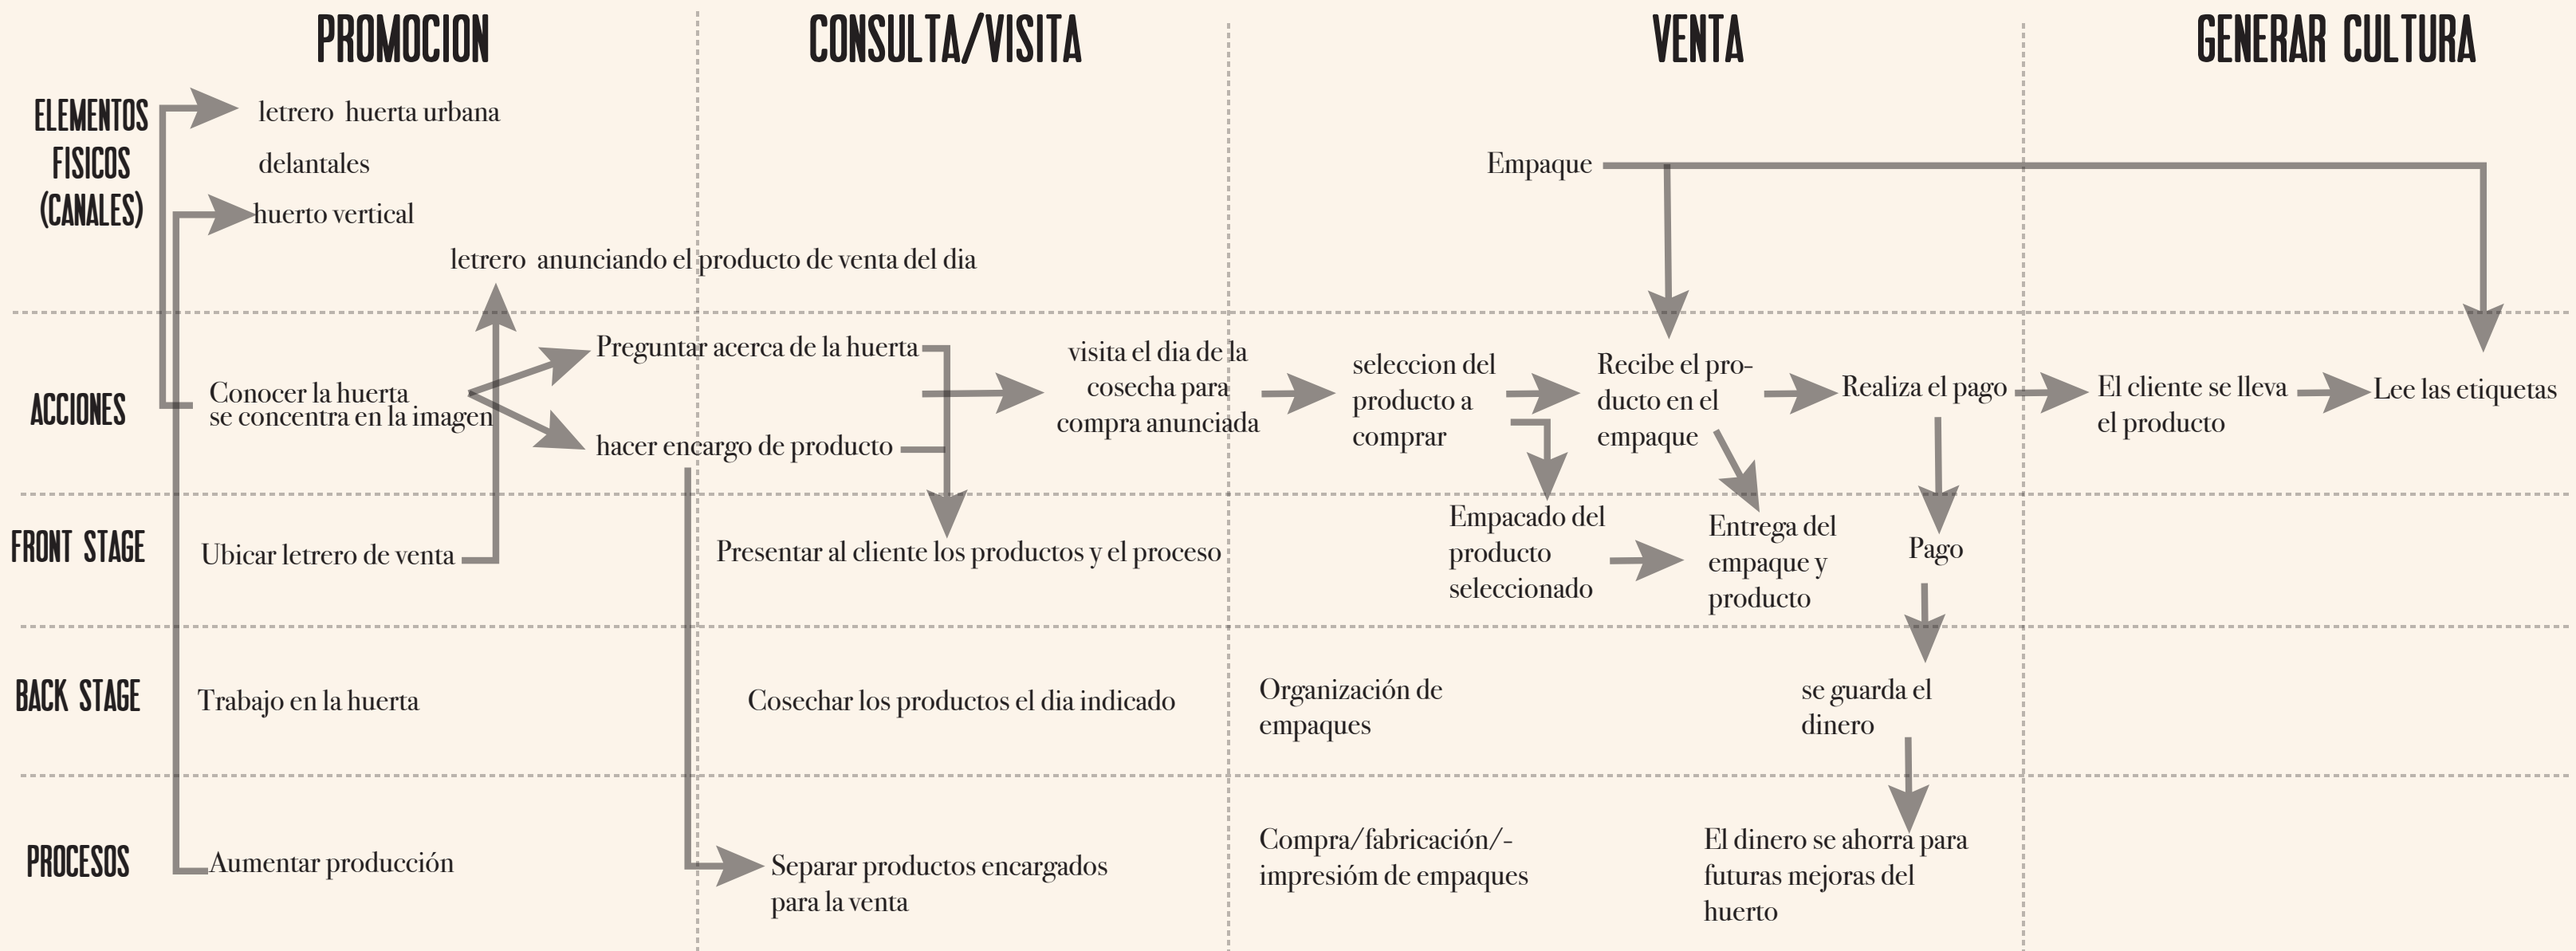 PROMOCION
CONSULTA/VISITA
VENTA
GENERAR CULTURA
ELEMENTOS
FISICOS
(CANALES)
letrero huerta urbana
delantales
huerto vertical
letrero anunciando el producto de venta del dia
Empaque
ACCIONES
Conocer la huerta
se concentra en la imagen
Preguntar acerca de la huerta
hacer encargo de producto
visita el dia de la
cosecha para
compra anunciada
seleccion del
producto a
comprar
Recibe el pro-
ducto en el
empaque
Realiza el pago
El cliente se lleva
el producto
Lee las etiquetas
FRONT STAGE
Ubicar letrero de venta
Presentar al cliente los productos y el proceso
Empacado del
producto
seleccionado
Entrega del
empaque y
producto
Pago
BACK STAGE
Trabajo en la huerta
Cosechar los productos el dia indicado
Organización de
empaques
se guarda el
dinero
PROCESOS
Aumentar producción
Separar productos encargados
para la venta
Compra/fabricación/-
impresióm de empaques
El dinero se ahorra para
futuras mejoras del
huerto